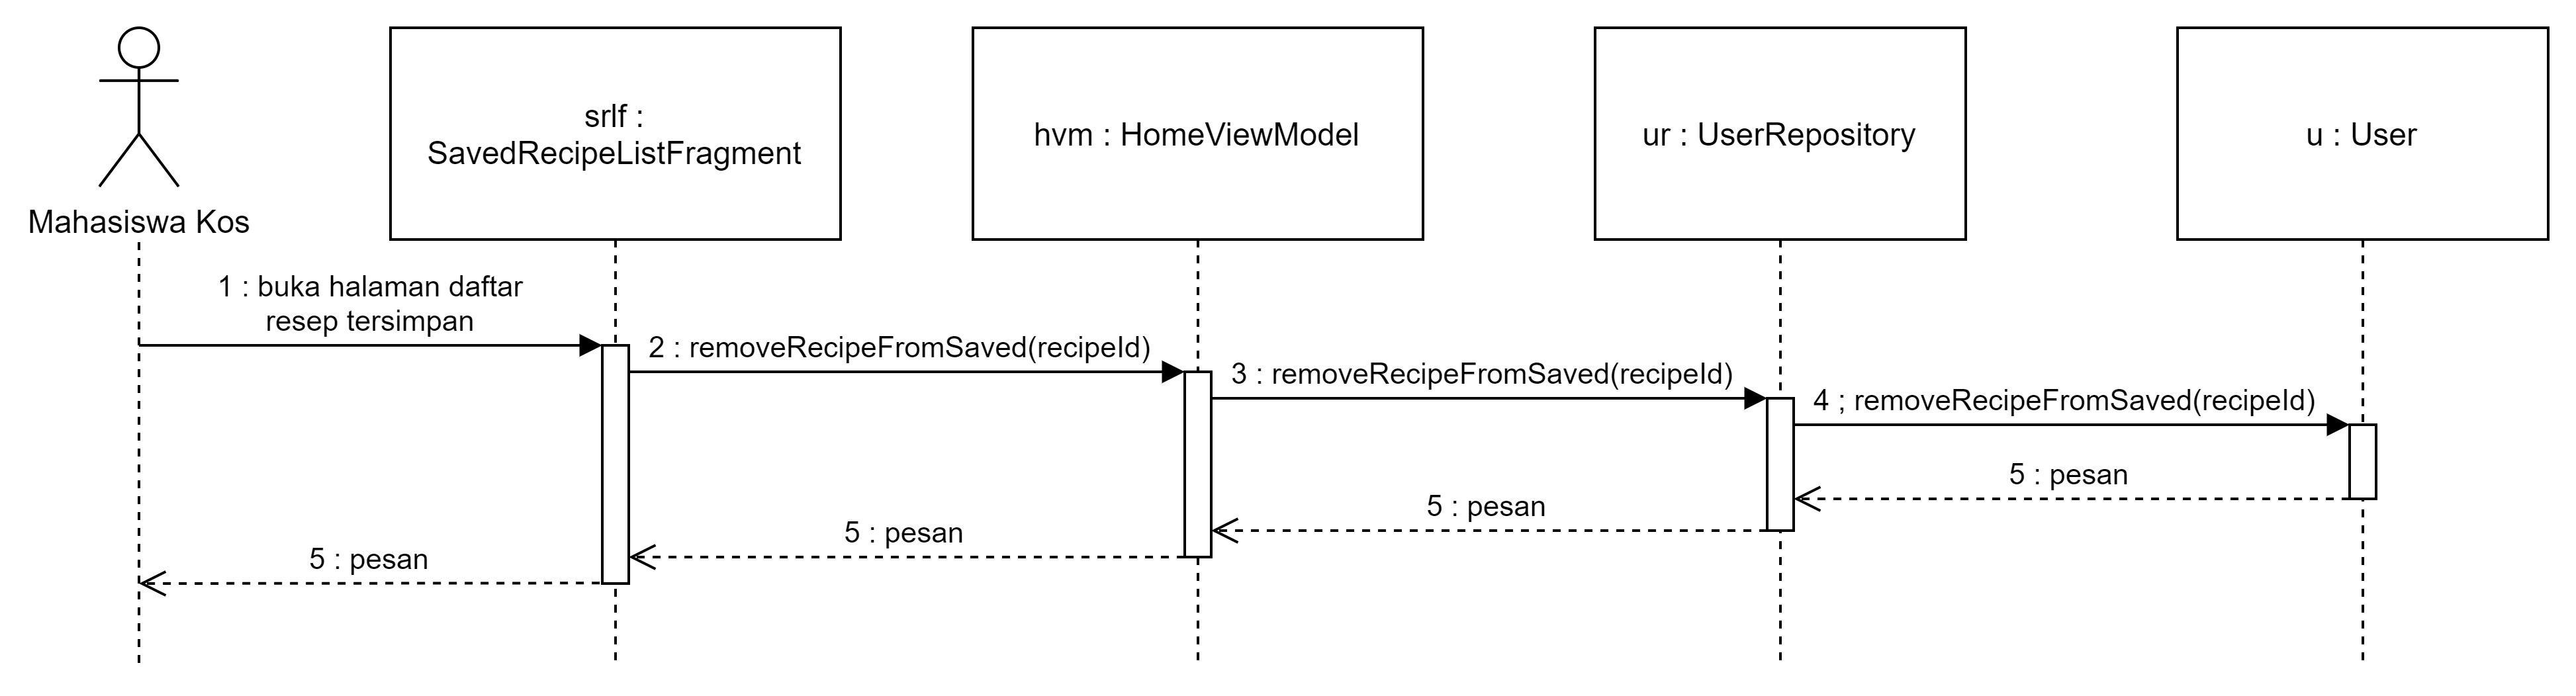 Mahasiswa Kos
srlf :
SavedRecipeListFragment
hvm : HomeViewModel
ur : UserRepository
u : User
1 : buka halaman daftar
resep tersimpan
2 : removeRecipeFromSaved(recipeId)
3 : removeRecipeFromSaved(recipeId)
4 ; removeRecipeFromSaved(recipeId)
5 : pesan
5 : pesan
5 : pesan
5 : pesan